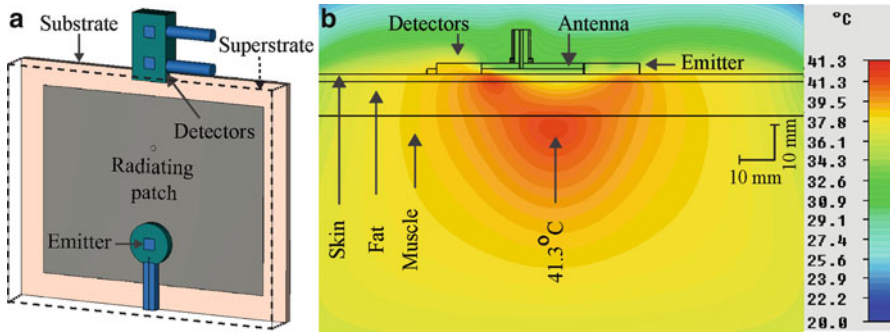 a
Substrate
Superstrate
Detectors
Radiating
patch
Emitter
b
Detectors
Antenna
Emitter
10 mm
10 mm
Skin
Fat
Muscle
41.3°C
°C
41.3
41.3
39.5
37.8
36.1
34.3
32.6
30.9
29.1
27.4
25.6
23.9
22.2
20.0